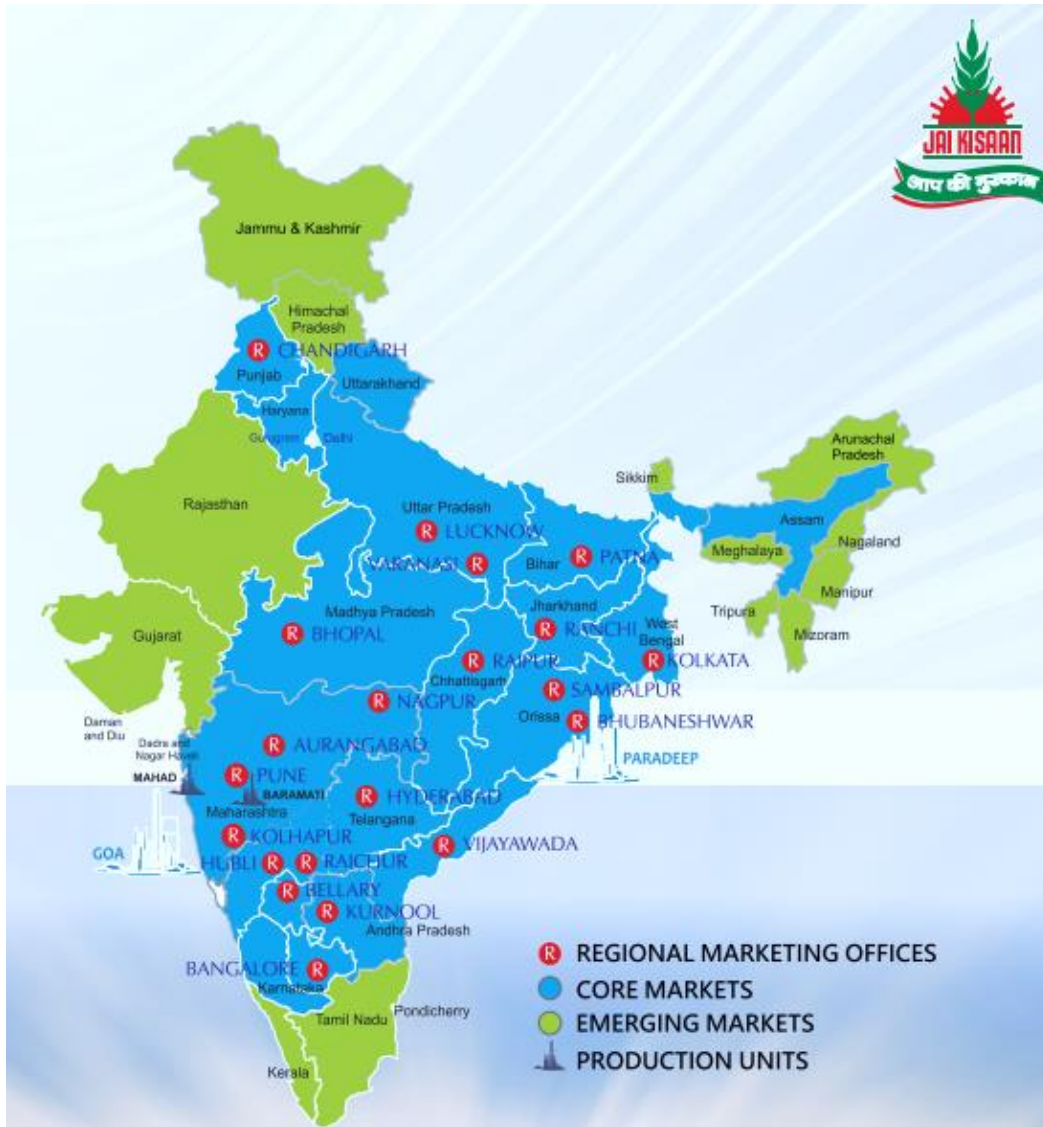 JAI KISAAN
आप की मुस्कान
Jammu & Kashmir
Himachal
Pradesh
CHANDIGARH
Punjab
Uttarakhand
Haryana
Gurugram
Delhi
Arunachal
Pradesh
Sikkim
Rajasthan
Uttar Pradesh
LUCKNOW
Assam
Nagaland
Meghalaya
VARANASI
Bihar
PATNA
Manipur
Madhya Pradesh
Jharkhand
Tripura
Gujarat
BHOPAL
RANCHI
West
Bengal
Mizoram
RAIPUR
KOLKATA
Chhattisgarh
NAGPUR
SAMBALPUR
Orissa
BHUBANESHWAR
Daman
and Diu
Dadra and
Nagar Haveli
AURANGABAD
PARADEEP
MAHAD
PUNE
BARAMATI
HYDERABAD
Maharashtra
Telangana
KOLHAPUR
VIJAYAWADA
GOA
HUBLI
RAICHUR
BELLARY
KURNOOL
Andhra Pradesh
BANGALORE
Karnataka
Pondicherry
Tamil Nadu
Kerala
R REGIONAL MARKETING OFFICES
CORE MARKETS
EMERGING MARKETS
PRODUCTION UNITS